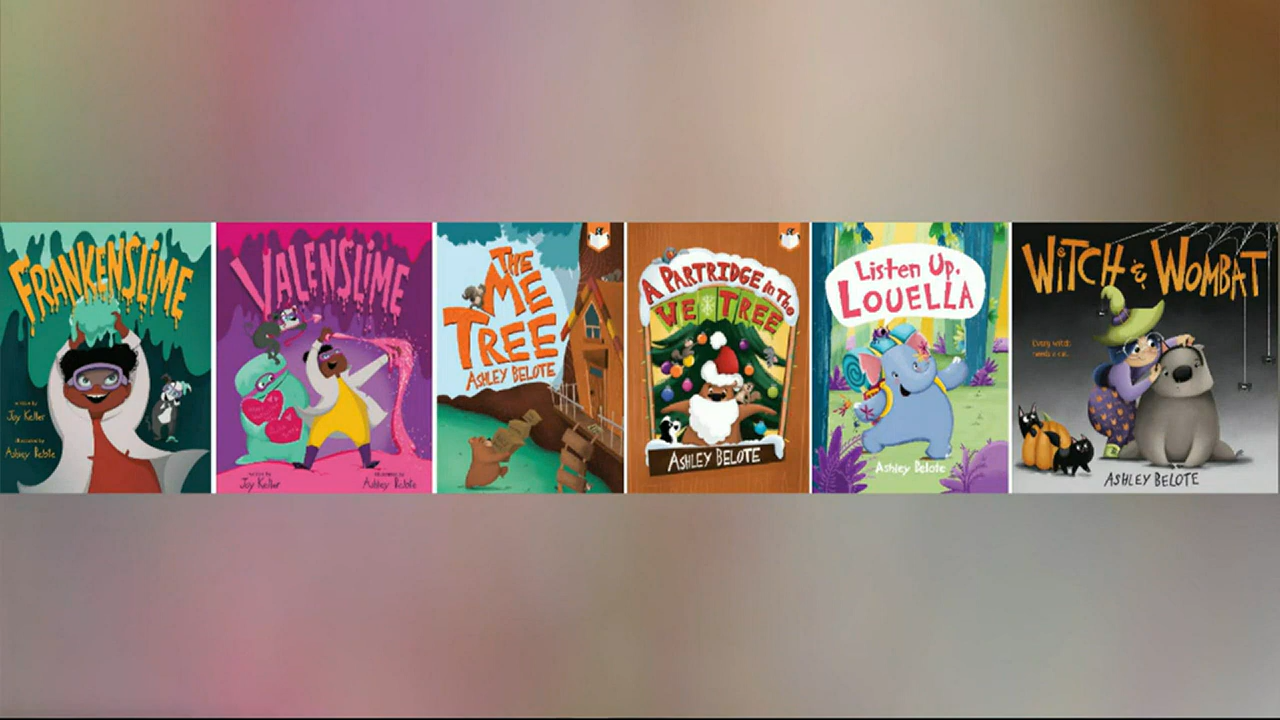 FRANKENSLIME
written by
Joy Keller
illustrated by
Ashley Belote
VALENSLIME
written by
Joy Keller
illustrated by
Ashley Belote
THE
ME
TREE
ASHLEY BELOTE
A PARTRIDGE IN THE
WE TREE
ASHLEY BELOTE
Listen Up,
LOUELLA
Ashley Belote
WITCH & WOMBAT
Every witch
needs a cat.
ASHLEY BELOTE